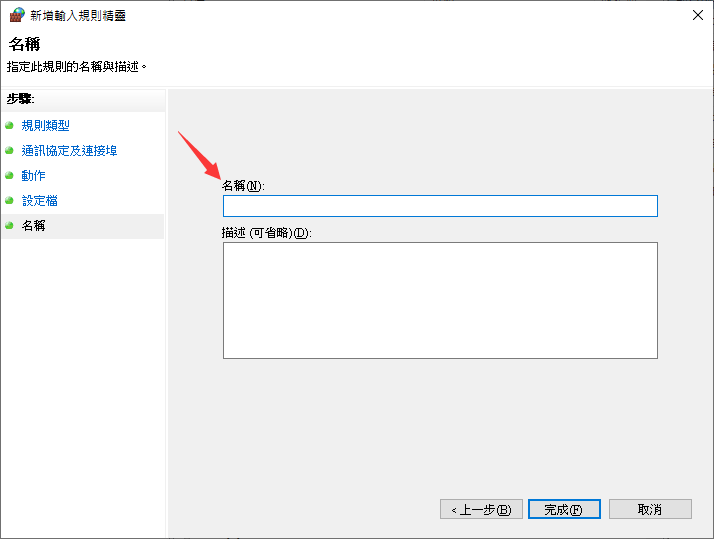 新增輸入規則精靈
名稱
指定此規則的名稱與描述。
步驟:
規則類型
通訊協定及連接埠
動作
設定檔
名稱
名稱(N):
描述 (可省略)(D):
< 上一步(B)
完成(F)
取消